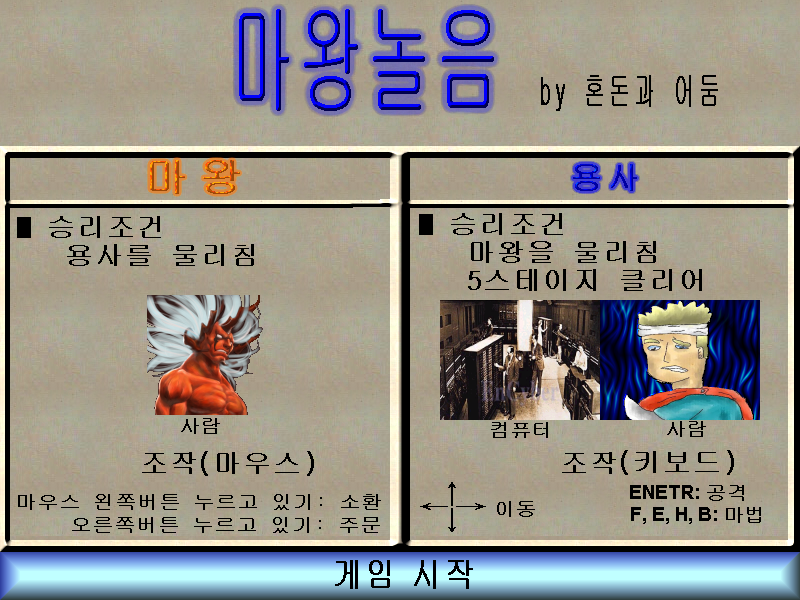 마왕놀음
by 혼돈과 어둠
마왕
■ 승리조건
용사를 물리침
사람
조작(마우스)
마우스 왼쪽버튼 누르고 있기: 소환
오른쪽버튼 누르고 있기: 주문
용사
■ 승리조건
마왕을 물리침
5스테이지 클리어
컴퓨터
사람
조작(키보드)
이동
ENETR: 공격
F, E, H, B: 마법
게임 시작